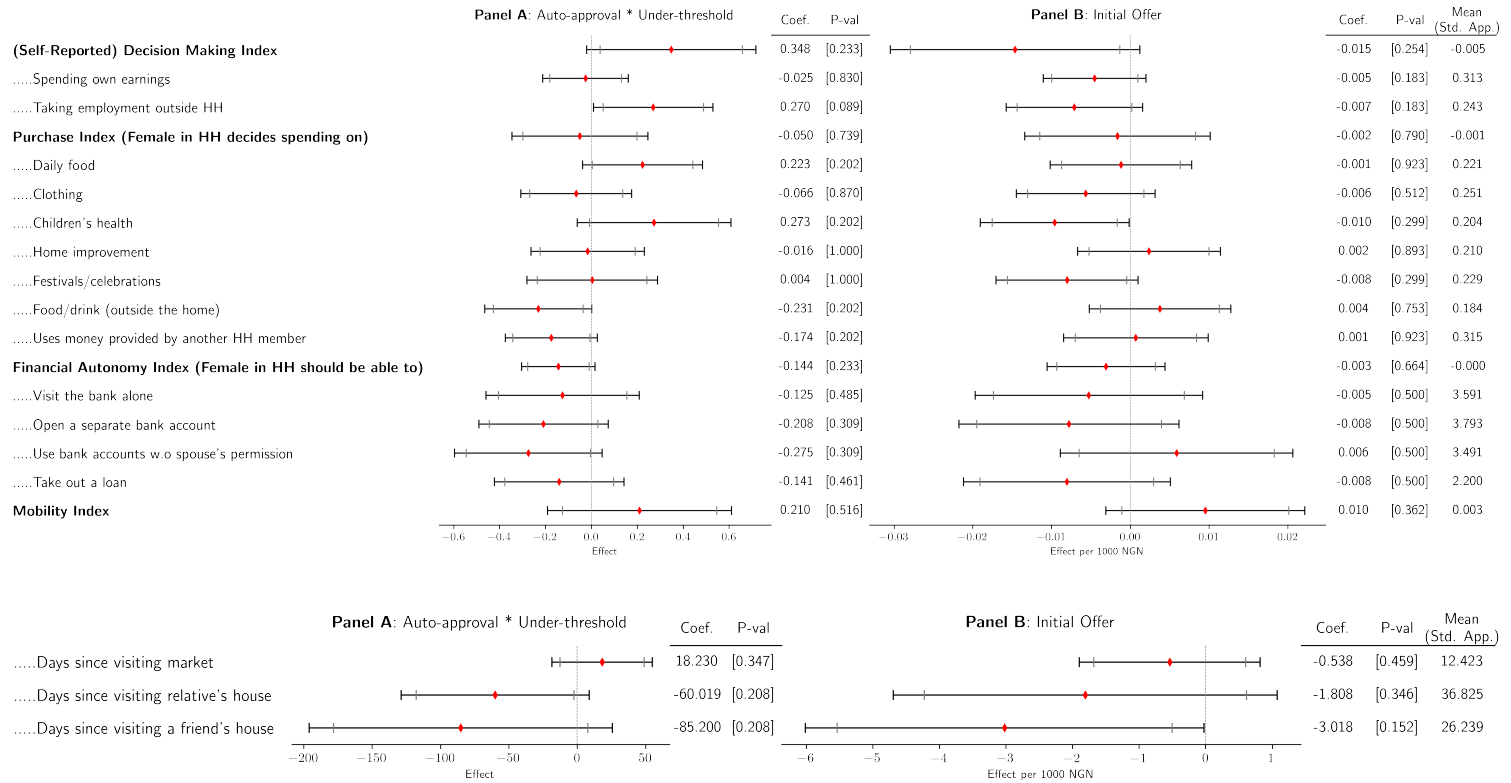 Panel A: Auto-approval * Under-threshold Coef. P-val Panel B: Initial Offer Coef. P-val Mean
(Std. App.)
(Self-Reported) Decision Making Index 0.348 [0.233] -0.015 [0.254] -0.005
.....Spending own earnings -0.025 [0.830] -0.005 [0.183] 0.313
.....Taking employment outside HH 0.270 [0.089] -0.007 [0.183] 0.243
Purchase Index (Female in HH decides spending on) -0.050 [0.739] -0.002 [0.790] -0.001
.....Daily food 0.223 [0.202] -0.001 [0.923] 0.221
.....Clothing -0.066 [0.870] -0.006 [0.512] 0.251
.....Children's health 0.273 [0.202] -0.010 [0.299] 0.204
.....Home improvement -0.016 [1.000] 0.002 [0.893] 0.210
.....Festivals/celebrations 0.004 [1.000] -0.008 [0.299] 0.229
.....Food/drink (outside the home) -0.231 [0.202] 0.004 [0.753] 0.184
.....Uses money provided by another HH member -0.174 [0.202] 0.001 [0.923] 0.315
Financial Autonomy Index (Female in HH should be able to) -0.144 [0.233] -0.003 [0.664] -0.000
.....Visit the bank alone -0.125 [0.485] -0.005 [0.500] 3.591
.....Open a separate bank account -0.208 [0.309] -0.008 [0.500] 3.793
.....Use bank accounts w.o spouse's permission -0.275 [0.309] 0.006 [0.500] 3.491
.....Take out a loan -0.141 [0.461] -0.008 [0.500] 2.200
Mobility Index 0.210 [0.516] 0.010 [0.362] 0.003
−0.6 −0.4 −0.2 0.0 0.2 0.4 0.6 −0.03 −0.02 −0.01 0.00 0.01 0.02
Effect Effect per 1000 NGN
Panel A: Auto-approval * Under-threshold Coef. P-val Panel B: Initial Offer Coef. P-val Mean
(Std. App.)
.....Days since visiting market 18.230 [0.347] -0.538 [0.459] 12.423
.....Days since visiting relative's house -60.019 [0.208] -1.808 [0.346] 36.825
.....Days since visiting a friend's house -85.200 [0.208] -3.018 [0.152] 26.239
−200 −150 −100 −50 0 50 −6 −5 −4 −3 −2 −1 0 1
Effect Effect per 1000 NGN